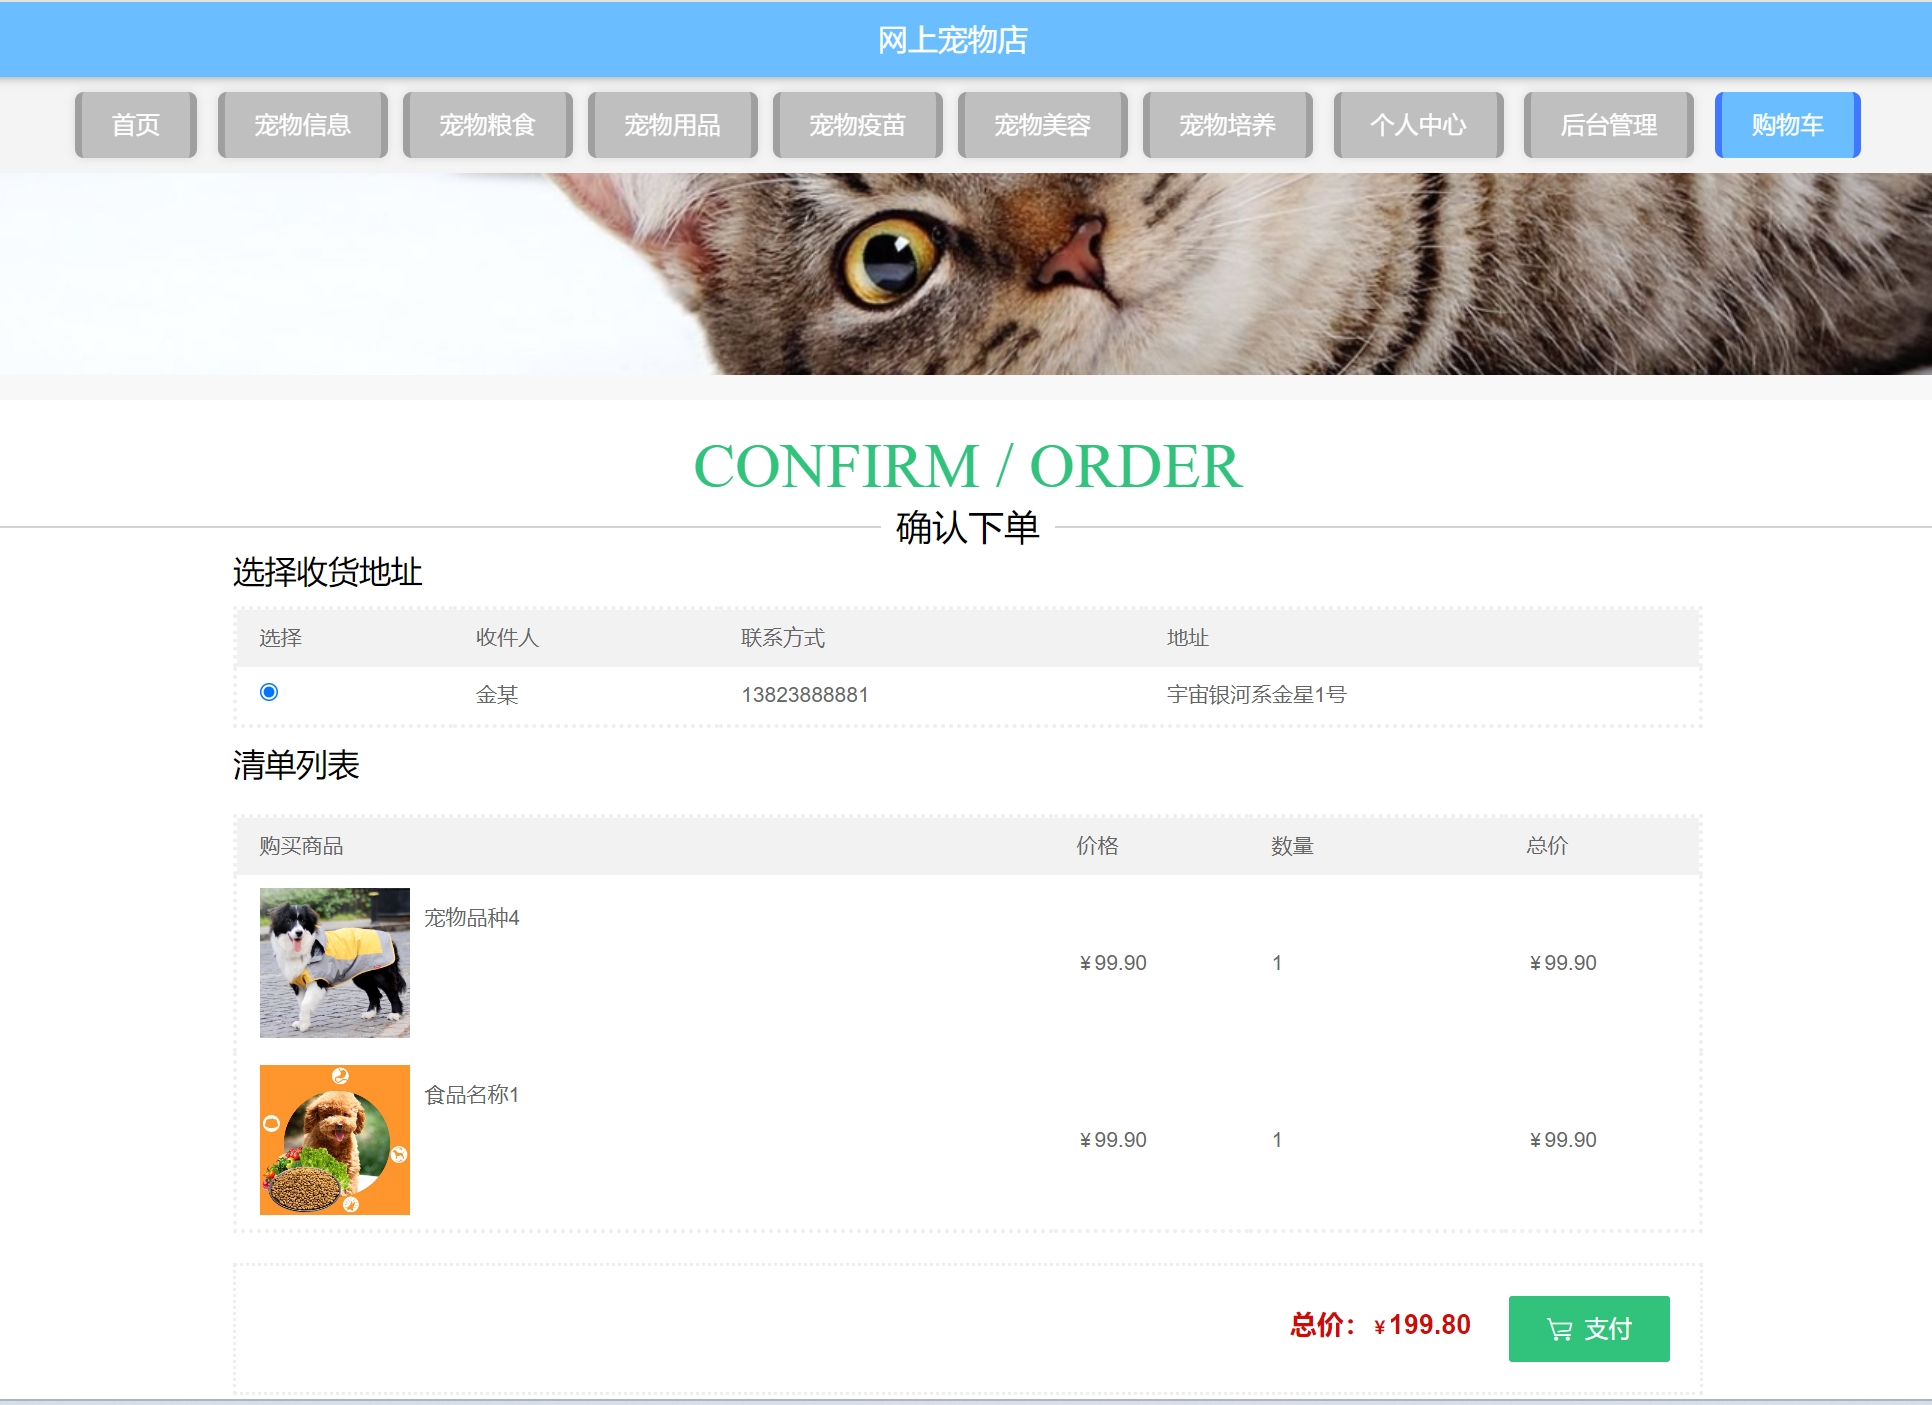 网上宠物店
首页 宠物信息 宠物粮食 宠物用品 宠物疫苗 宠物美容 宠物培养 个人中心 后台管理 购物车
CONFIRM / ORDER
确认下单
选择收货地址
选择 收件人 联系方式 地址
金某 13823888881 宇宙银河系金星1号
清单列表
购买商品 价格 数量 总价
宠物品种4
¥99.90 1 ¥99.90
食品名称1
¥99.90 1 ¥99.90
总价：¥199.80 支付